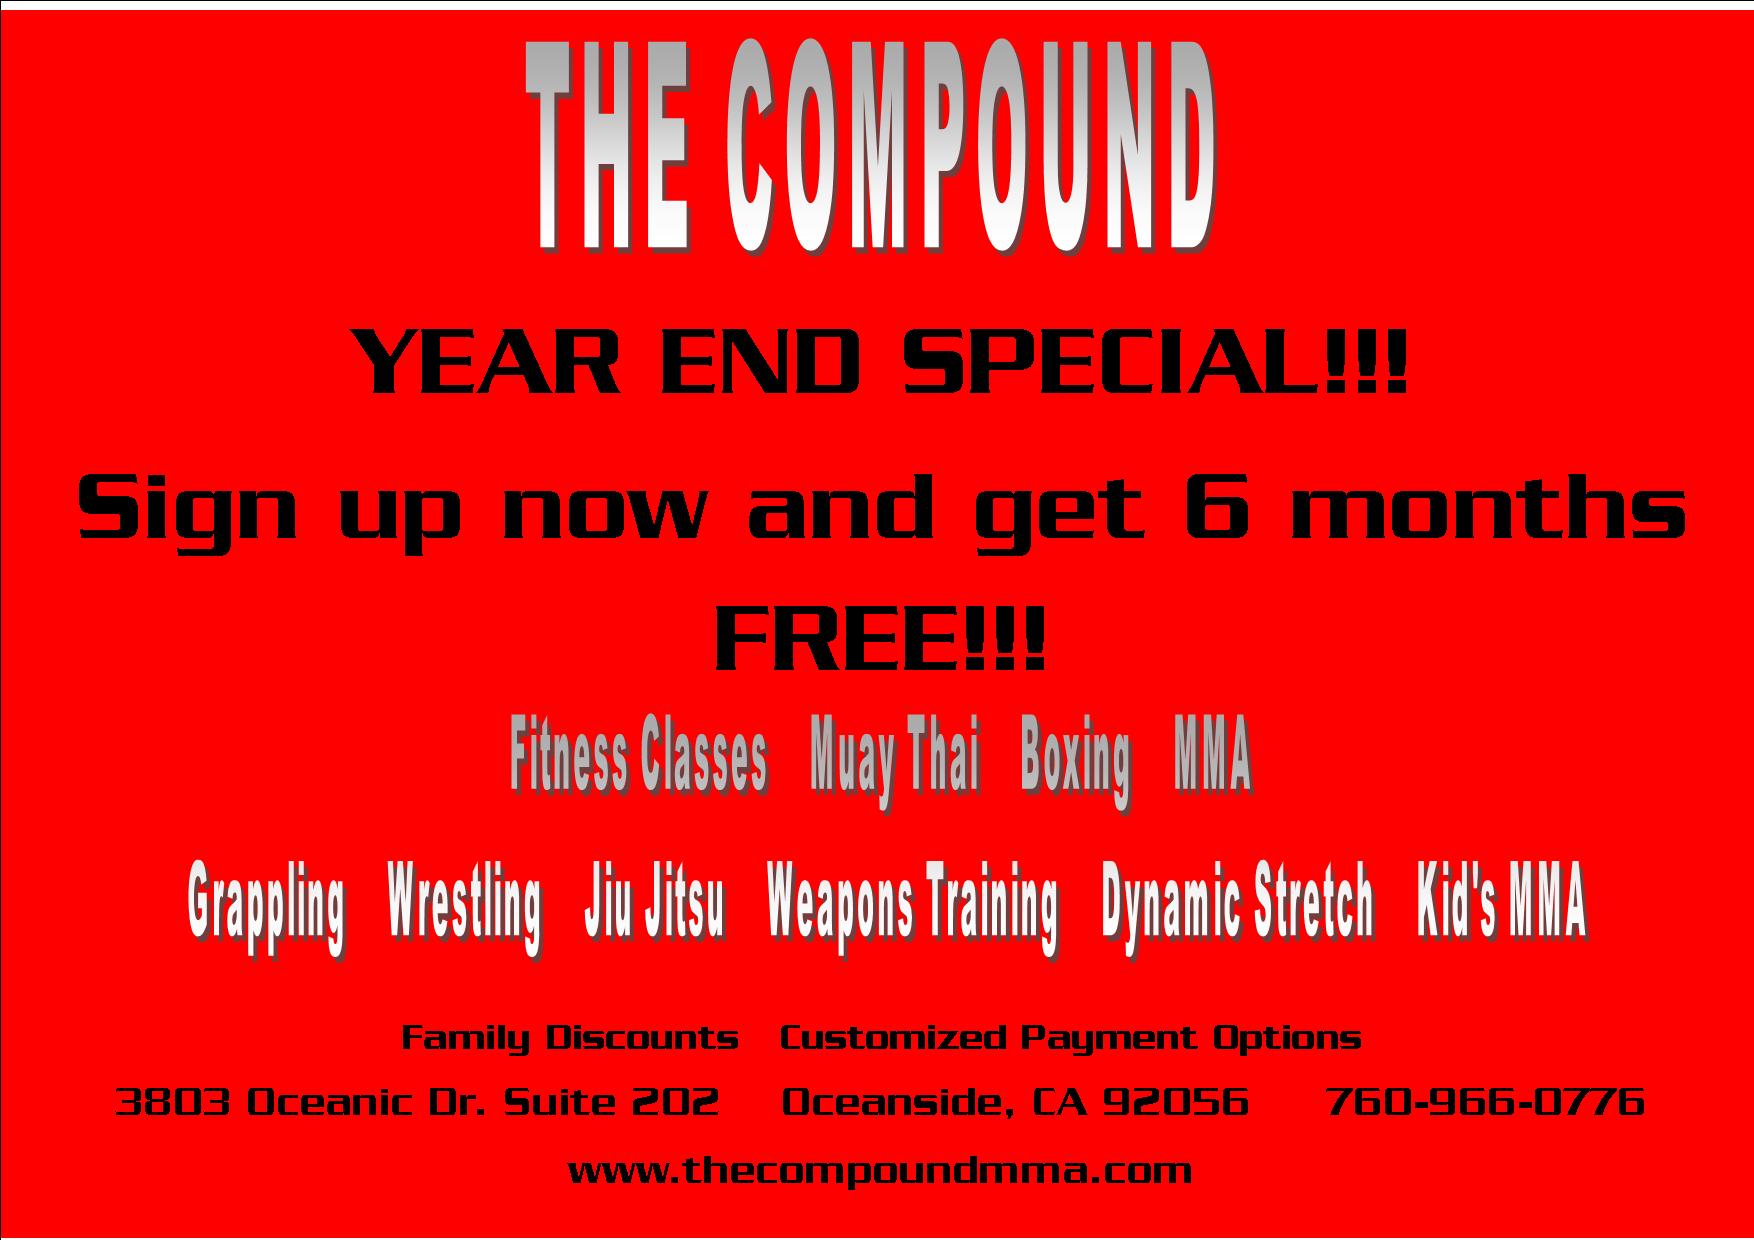 THE COMPOUND
YEAR END SPECIAL!!!
Sign up now and get 6 months
FREE!!!
Fitness Classes Muay Thai Boxing MMA
Grappling Wrestling Jiu Jitsu Weapons Training Dynamic Stretch Kid's MMA
Family Discounts Customized Payment Options
3803 Oceanic Dr. Suite 202 Oceanside, CA 92056 760-966-0776
www.thecompoundmma.com